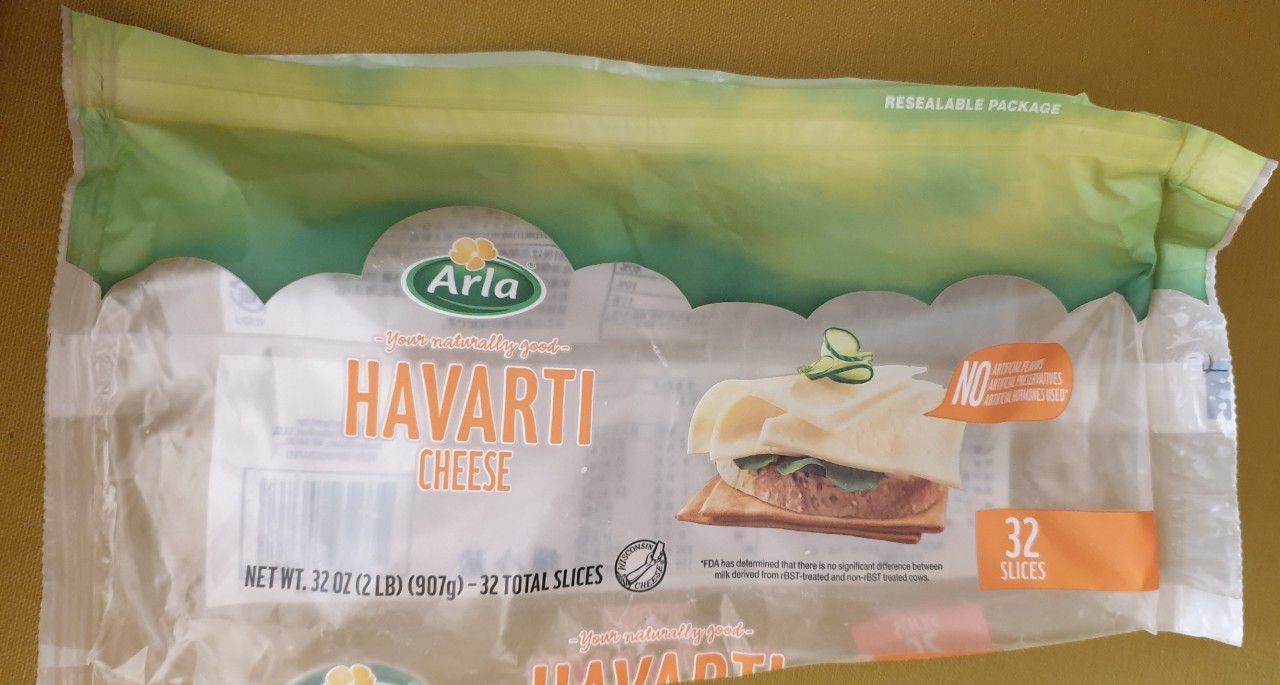 RESEALABLE PACKAGE
Arla®
-Your naturally good-
HAVARTI
CHEESE
NO
ARTIFICIAL FLAVORS
ARTIFICIAL PRESERVATIVES
ARTIFICIAL HORMONES USED*
32
SLICES
*FDA has determined that there is no significant difference between
milk derived from rBST-treated and non-rBST treated cows.
NET WT. 32 OZ (2 LB) (907g) – 32 TOTAL SLICES
WISCONSIN
CHEESE
-Your naturally good-
HAVARTI